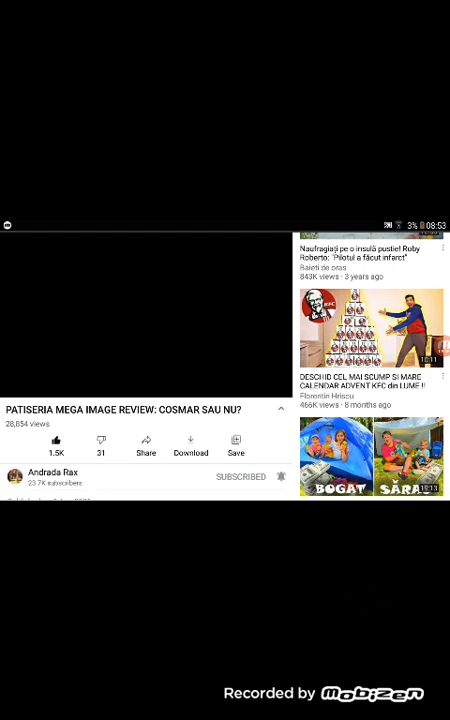 3% 08:53
Naufragiați pe o insulă pustie! Roby
Roberto: "Pilotul a făcut infarct"
Baieti de oras
843K views · 3 years ago
KFC
10:11
DESCHID CEL MAI SCUMP SI MARE
CALENDAR ADVENT KFC din LUME !!
Florentin Hriscu
466K views · 8 months ago
BOGAT
SĂRAC
19:13
PATISERIA MEGA IMAGE REVIEW: COSMAR SAU NU?
28,854 views
1.5K
31
Share
Download
Save
Andrada Rax
23.7K subscribers
SUBSCRIBED
Recorded by Mobizen